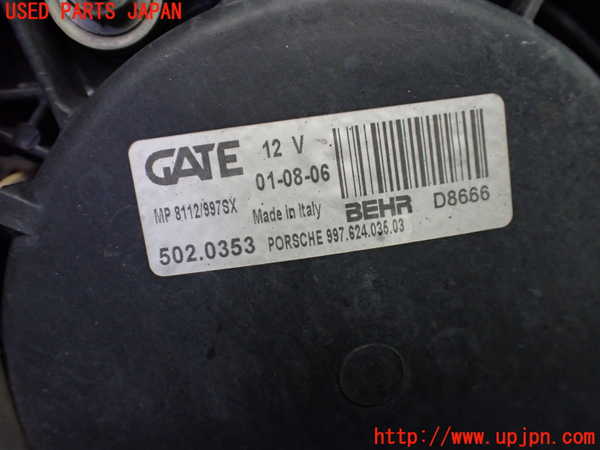 USED PARTS JAPAN
GATE 12 V
01-08-06
MP 8112/897SX Made in Italy BEHR D8666
502.0353 PORSCHE 997.624.035.03
http://www.upjpn.com/